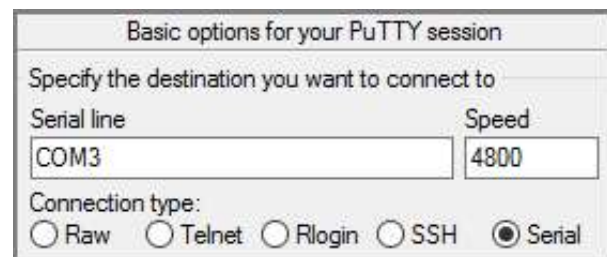 Basic options for your PuTTY session
Specify the destination you want to connect to
Serial line Speed
COM3 4800
Connection type:
Raw Telnet Rlogin SSH Serial